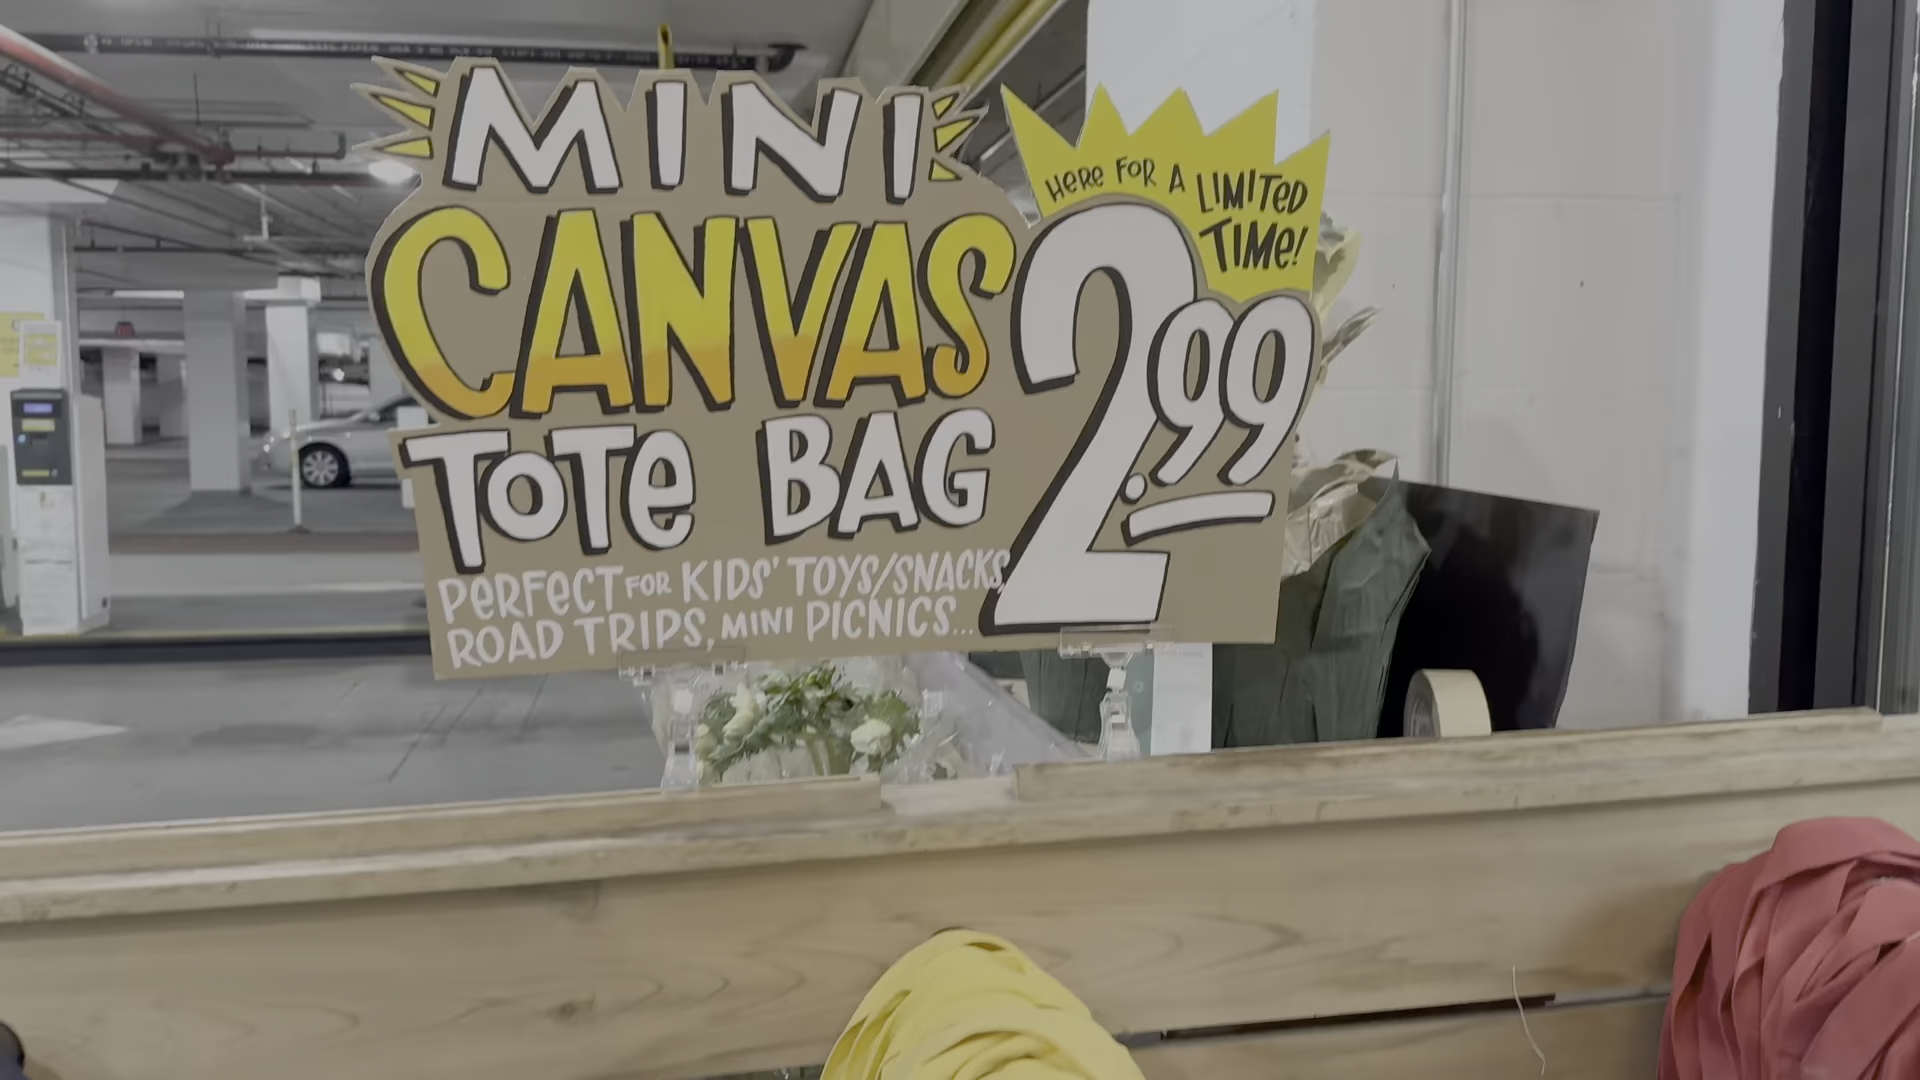 MINI
CANVAS
TOTE BAG
2.99
HERE FOR A LIMITED
TIME!
PERFECT FOR KIDS' TOYS/SNACKS,
ROAD TRIPS, MINI PICNICS...